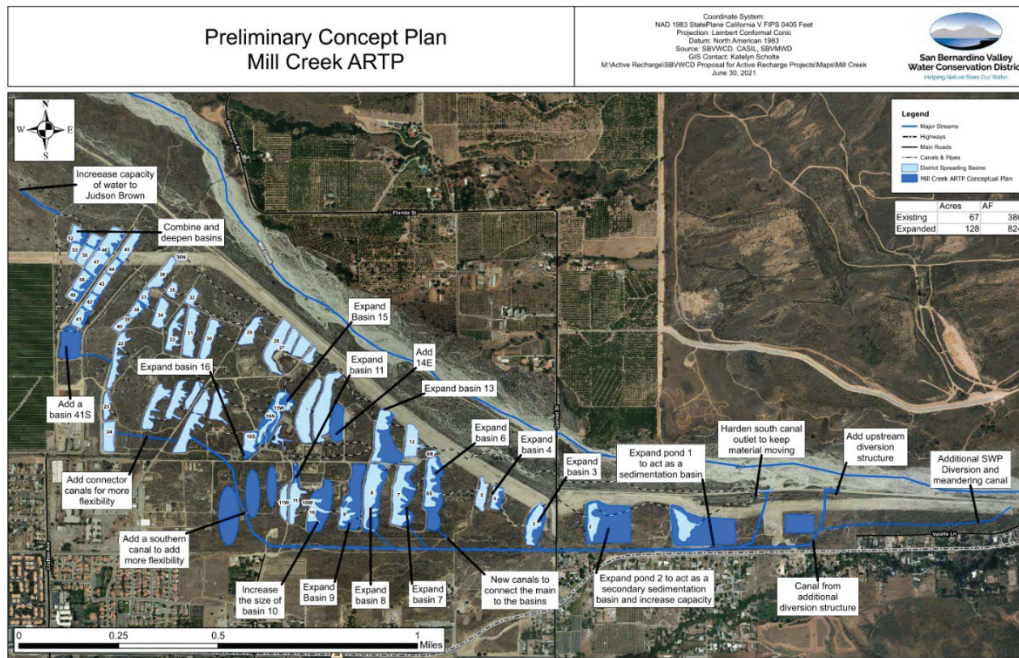 Preliminary Concept Plan
Mill Creek ARTP
Coordinate System:
NAD 1983 StatePlane California V FIPS 0405 Feet
Projection: Lambert Conformal Conic
Datum: North American 1983
Source: SBVWCD, CASIL, SBVMWD
GIS Contact: Katelyn Scholte
M:\Active Recharge\SBVWCD Proposal for Active Recharge Projects\Maps\Mill Creek
June 30, 2021
San Bernardino Valley
Water Conservation District
Helping Nature Store Our Water
N
W E
S
Legend
Major Streams
Highways
Main Roads
Canals & Pipes
District Spreading Basins
Mill Creek ARTP Conceptual Plan
Acres AF
Existing 67 380
Expanded 128 824
Increease capacity
of water to
Judson Brown
Combine and
deepen basins
Florida St
Expand
Basin 15
Expand
basin 11
Add
14E
Expand basin 16
Expand basin 13
Expand
basin 6
Expand
basin 4
Expand
basin 3
Expand pond 1
to act as a
sedimentation basin
Harden south canal
outlet to keep
material moving
Add upstream
diversion
structure
Additional SWP
Diversion and
meandering canal
Add a
basin 41S
Add connector
canals for more
flexibility
Add a southern
canal to add
more flexibility
Increase
the size of
basin 10
Expand
Basin 9
Expand
basin 8
Expand
basin 7
New canals to
connect the main
to the basins
Expand pond 2 to act as a
secondary sedimentation
basin and increase capacity
Canal from
additional
diversion structure
0 0.25 0.5 1
Miles